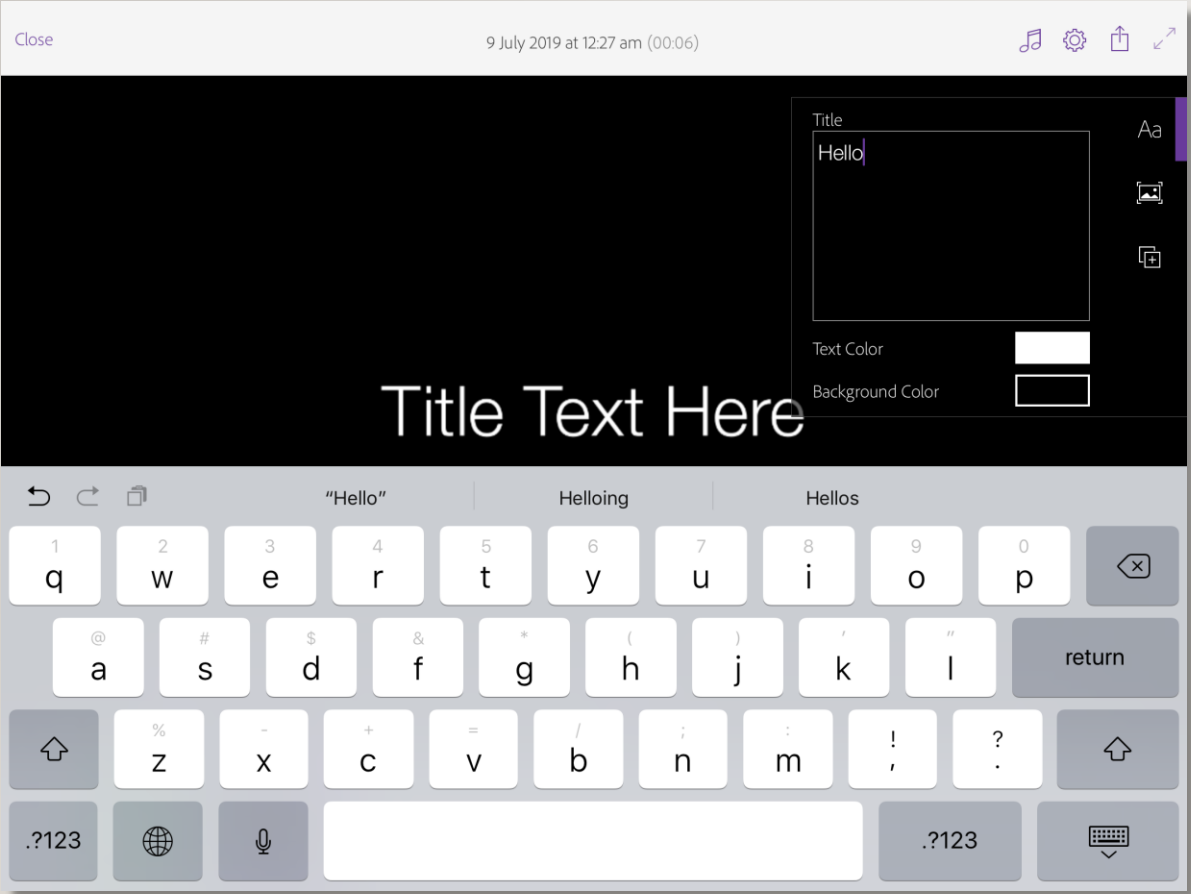 Close
9 July 2019 at 12:27 am (00:06)
Title
Hello
Aa
Text Color
Background Color
Title Text Here
“Hello” Helloing Hellos
1 2 3 4 5 6 7 8 9 0
q w e r t y u i o p
@ # $ & * ( ) ' "
a s d f g h j k l return
% - + = / ; : ! ?
z x c v b n m , .
.?123 .?123